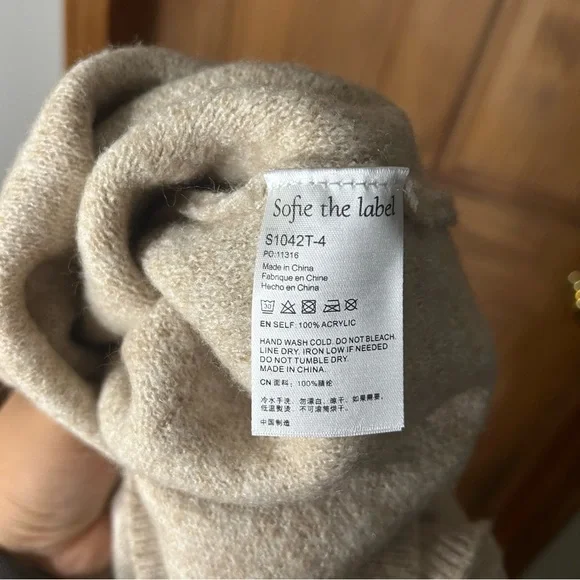 Sofie the label
S1042T-4
PO:11316
Made in China
Fabrique en Chine
Hecho en China
30
EN SELF: 100% ACRYLIC
HAND WASH COLD. DO NOT BLEACH.
LINE DRY. IRON LOW IF NEEDED
DO NOT TUMBLE DRY.
MADE IN CHINA.
CN 面料: 100%腈纶
冷水手洗, 勿漂白, 晾干, 如果需要,
低温熨烫, 不可滚筒烘干.
中国制造